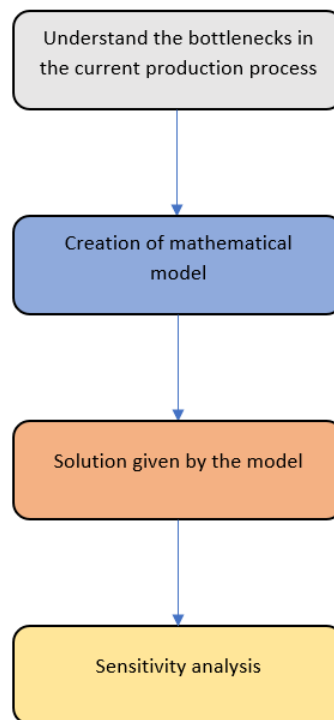 Understand the bottlenecks in
the current production process
Creation of mathematical
model
Solution given by the model
Sensitivity analysis